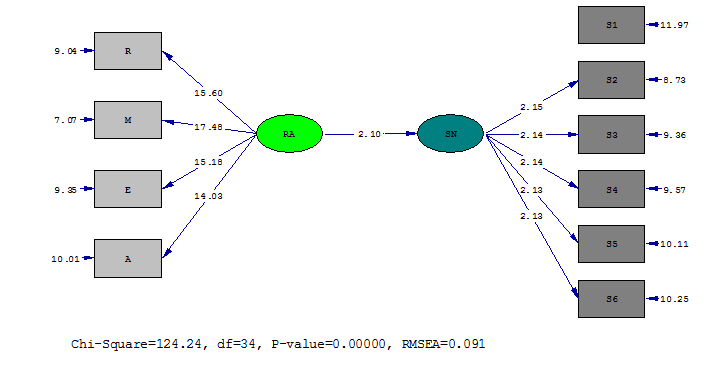 S1
11.97
9.04
R
S2
8.73
15.60
2.15
7.07
M
17.48
RA
2.10
SN
2.14
S3
9.36
15.18
2.14
9.35
E
14.03
2.13
S4
9.57
2.13
10.01
A
S5
10.11
S6
10.25
Chi-Square=124.24, df=34, P-value=0.00000, RMSEA=0.091